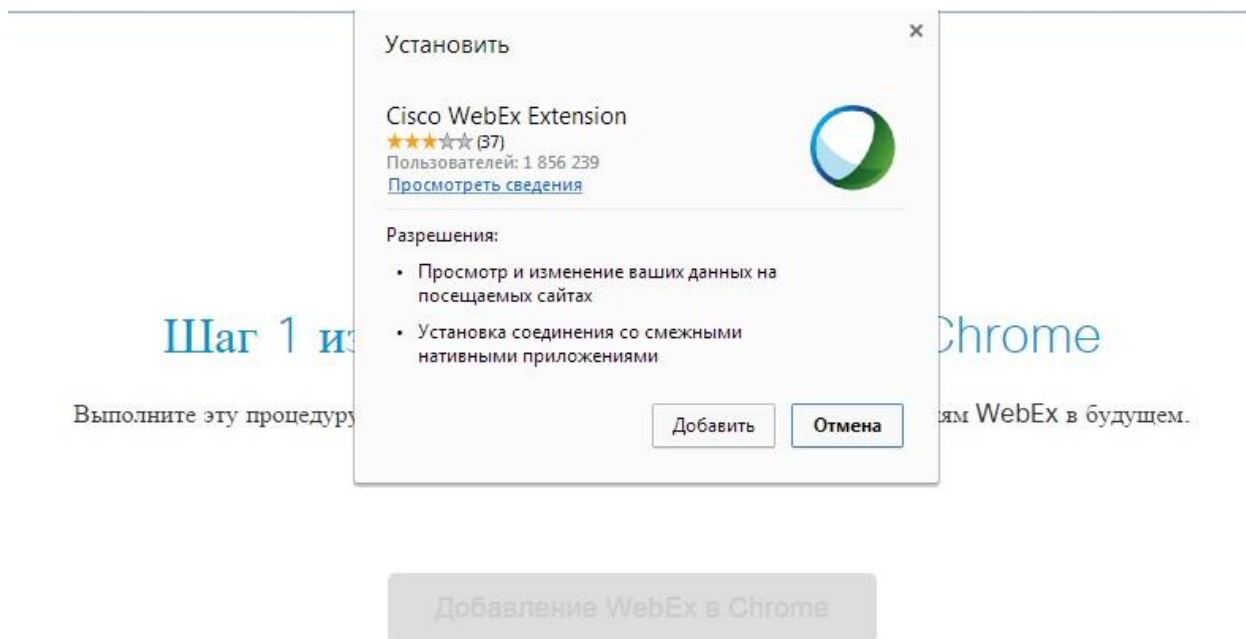 Установить
Cisco WebEx Extension
(37)
Пользователей: 1 856 239
Просмотреть сведения
Разрешения:
• Просмотр и изменение ваших данных на
посещаемых сайтах
• Установка соединения со смежными
нативными приложениями
Шаг 1 из Chrome
Выполните эту процедуру WebEx в будущем.
Добавить Отмена
Добавление WebEx в Chrome